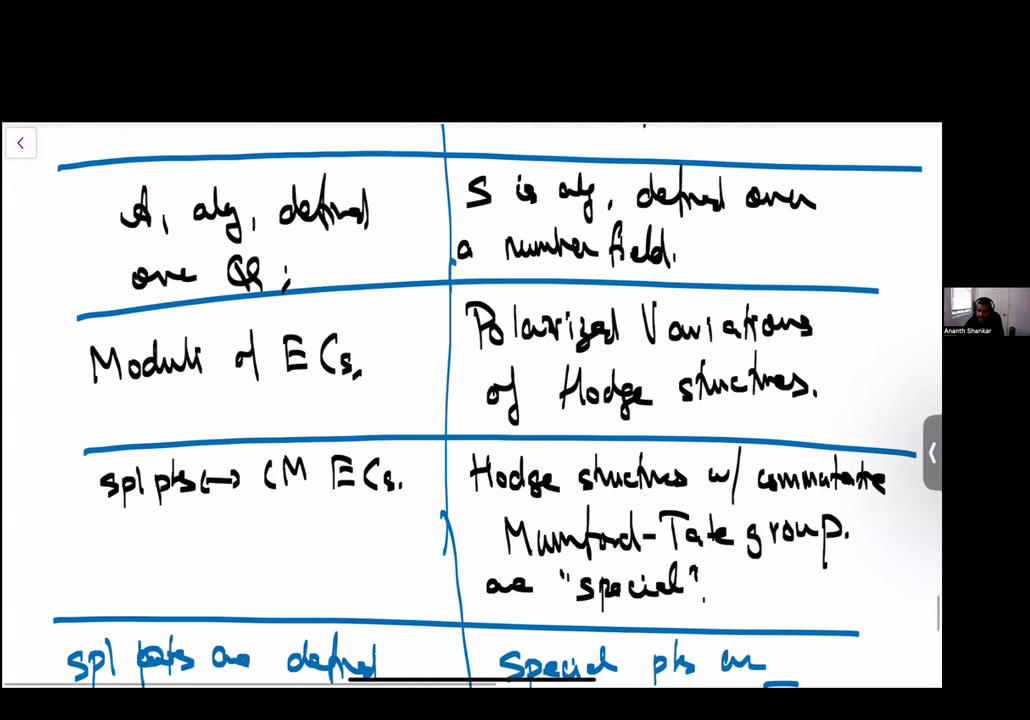 A, alg, defined
over Q ;
S is alg, defined over
a number field.
Moduli of ECs.
Polarized Variations
of Hodge structures.
spl pts ↔ CM ECs.
Hodge structures w/ commutative
Mumford-Tate group.
are "special".
spl pts are defined
special pts are
Ananth Shankar